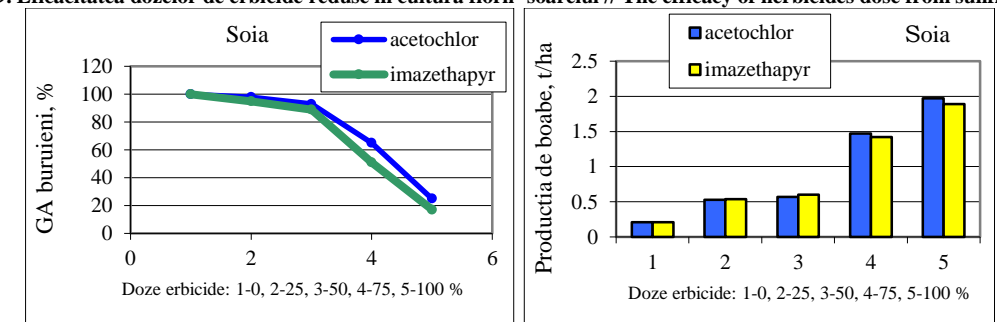 Eficacitatea dozelor de erbicide reduse in cultura florii- soarelui // The efficacy of herbicides dose from
Soia
acetochlor
imazethapyr
GA buruieni, %
120
100
80
60
40
20
0
0 2 4 6
Doze erbicide: 1-0, 2-25, 3-50, 4-75, 5-100 %
acetochlor
imazethapyr
Soia
Productia de boabe, t/ha
2.5
2
1.5
1
0.5
0
1 2 3 4 5
Doze erbicide: 1-0, 2-25, 3-50, 4-75, 5-100 %